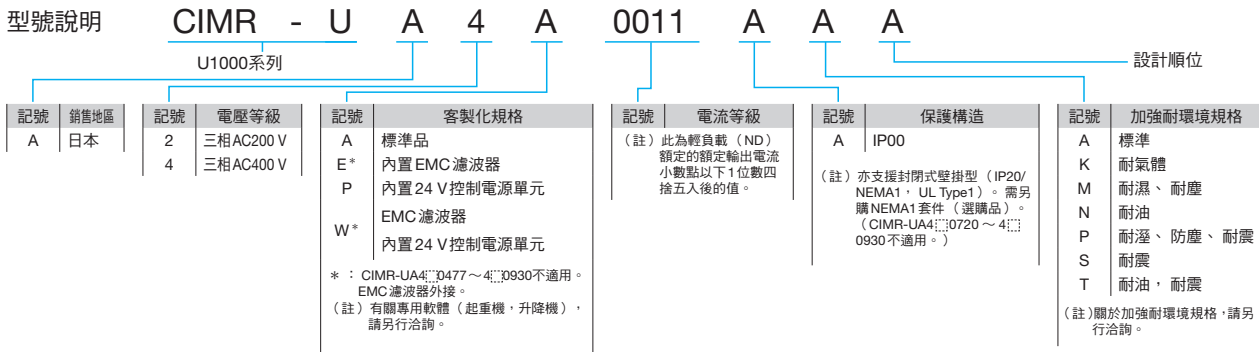 型號說明 CIMR - U A 4 A 0011 A A A
U1000系列
設計順位
記號 銷售地區
A 日本
記號 電壓等級
2 三相AC200 V
4 三相AC400 V
記號 客製化規格
A 標準品
E* 內置EMC濾波器
P 內置24 V控制電源單元
W* EMC濾波器
內置24 V控制電源單元
* : CIMR-UA4⬚0477～4⬚0930不適用。
EMC濾波器外接。
（註）有關專用軟體（起重機，升降機），
請另行洽詢。
記號 電流等級
（註）此為輕負載（ND）
額定的額定輸出電流
小數點以下1位數四
捨五入後的值。
記號 保護構造
A IP00
（註）亦支援封閉式壁掛型（IP20/
NEMA1， UL Type1）。需另
購NEMA1套件（選購品）。
（CIMR-UA4⬚0720～4⬚
0930不適用。）
記號 加強耐環境規格
A 標準
K 耐氣體
M 耐濕、耐塵
N 耐油
P 耐溼、防塵、耐震
S 耐震
T 耐油，耐震
（註）關於加強耐環境規格，請另
行洽詢。